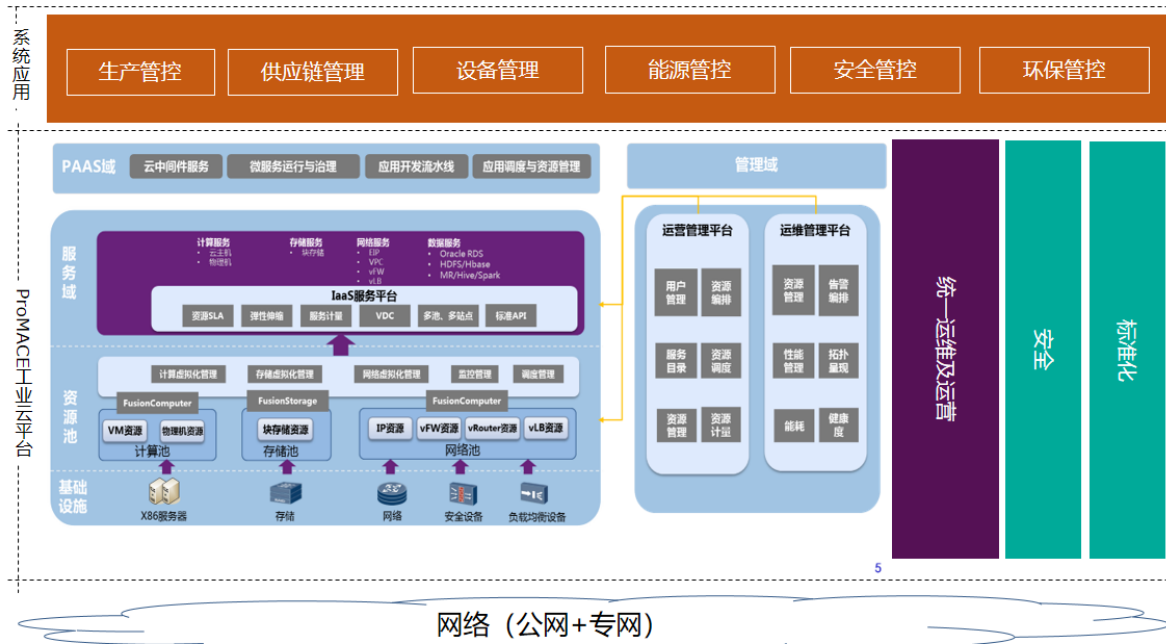 系统应用
生产管控
供应链管理
设备管理
能源管控
安全管控
环保管控
ProMACE工业云平台
PAAS域
云中间件服务
微服务运行与治理
应用开发流水线
应用调度与资源管理
管理域
服务域
计算服务
• 云主机
• 物理机
存储服务
• 块存储
网络服务
• EIP
• VPC
• vFW
• vLB
数据服务
• Oracle RDS
• HDFS/Hbase
• MR/Hive/Spark
IaaS服务平台
资源SLA
弹性伸缩
服务计量
VDC
多池、多站点
标准API
资源池
计算虚拟化管理
存储虚拟化管理
网络虚拟化管理
监控管理
调度管理
FusionComputer
FusionStorage
FusionComputer
VM资源
物理机资源
计算池
块存储资源
存储池
IP资源
vFW资源
vRouter资源
vLB资源
网络池
基础设施
X86服务器
存储
网络
安全设备
负载均衡设备
运营管理平台
用户管理
资源编排
服务目录
资源调度
资源管理
资源计量
运维管理平台
资源管理
告警编排
性能管理
拓扑呈现
能耗
健康度
统一运维及运营
安全
标准化
5
网络（公网+专网）